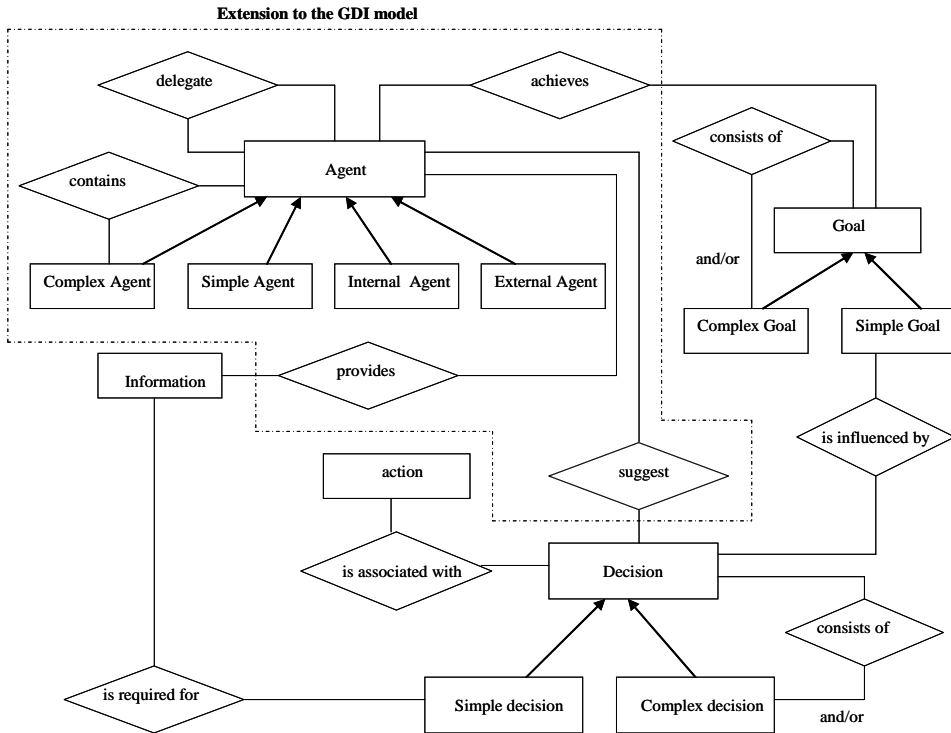 Extension to the GDI model
delegate
achieves
consists of
Agent
contains
Goal
and/or
Complex Agent
Simple Agent
Internal Agent
External Agent
Complex Goal
Simple Goal
Information
provides
is influenced by
action
suggest
is associated with
Decision
consists of
is required for
Simple decision
Complex decision
and/or